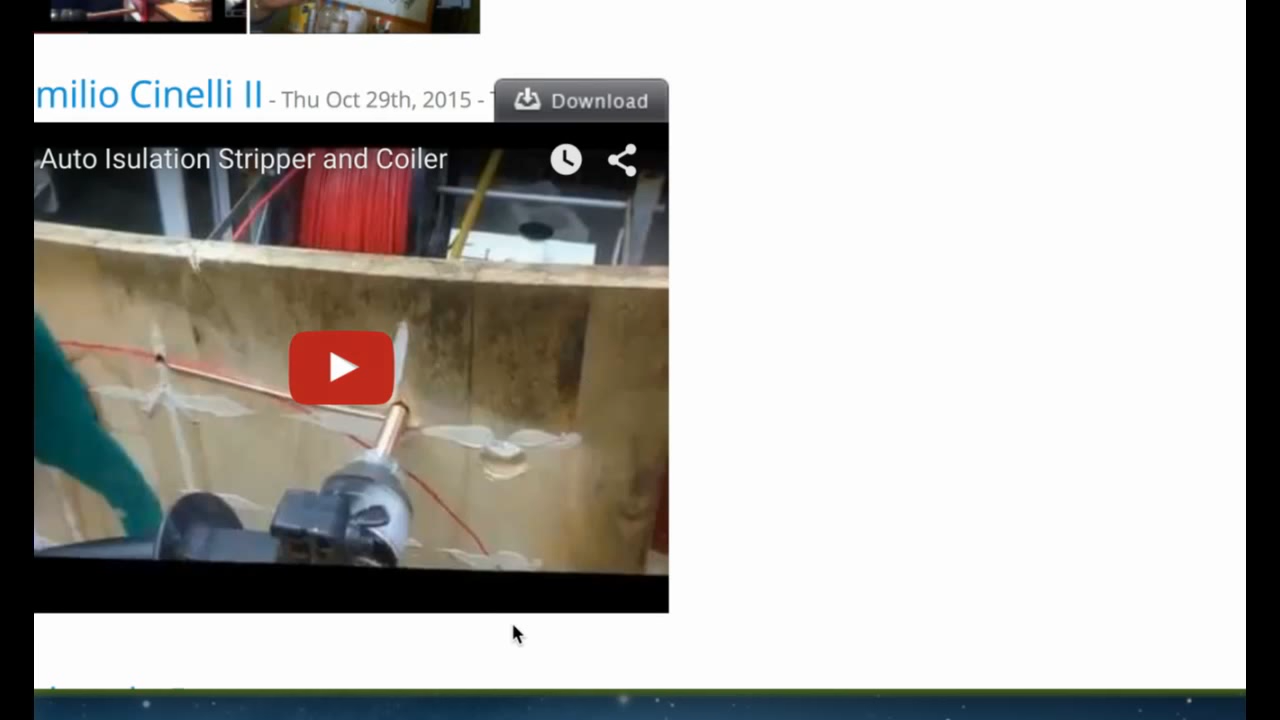 milio Cinelli II - Thu Oct 29th, 2015 -
Download
Auto Isulation Stripper and Coiler